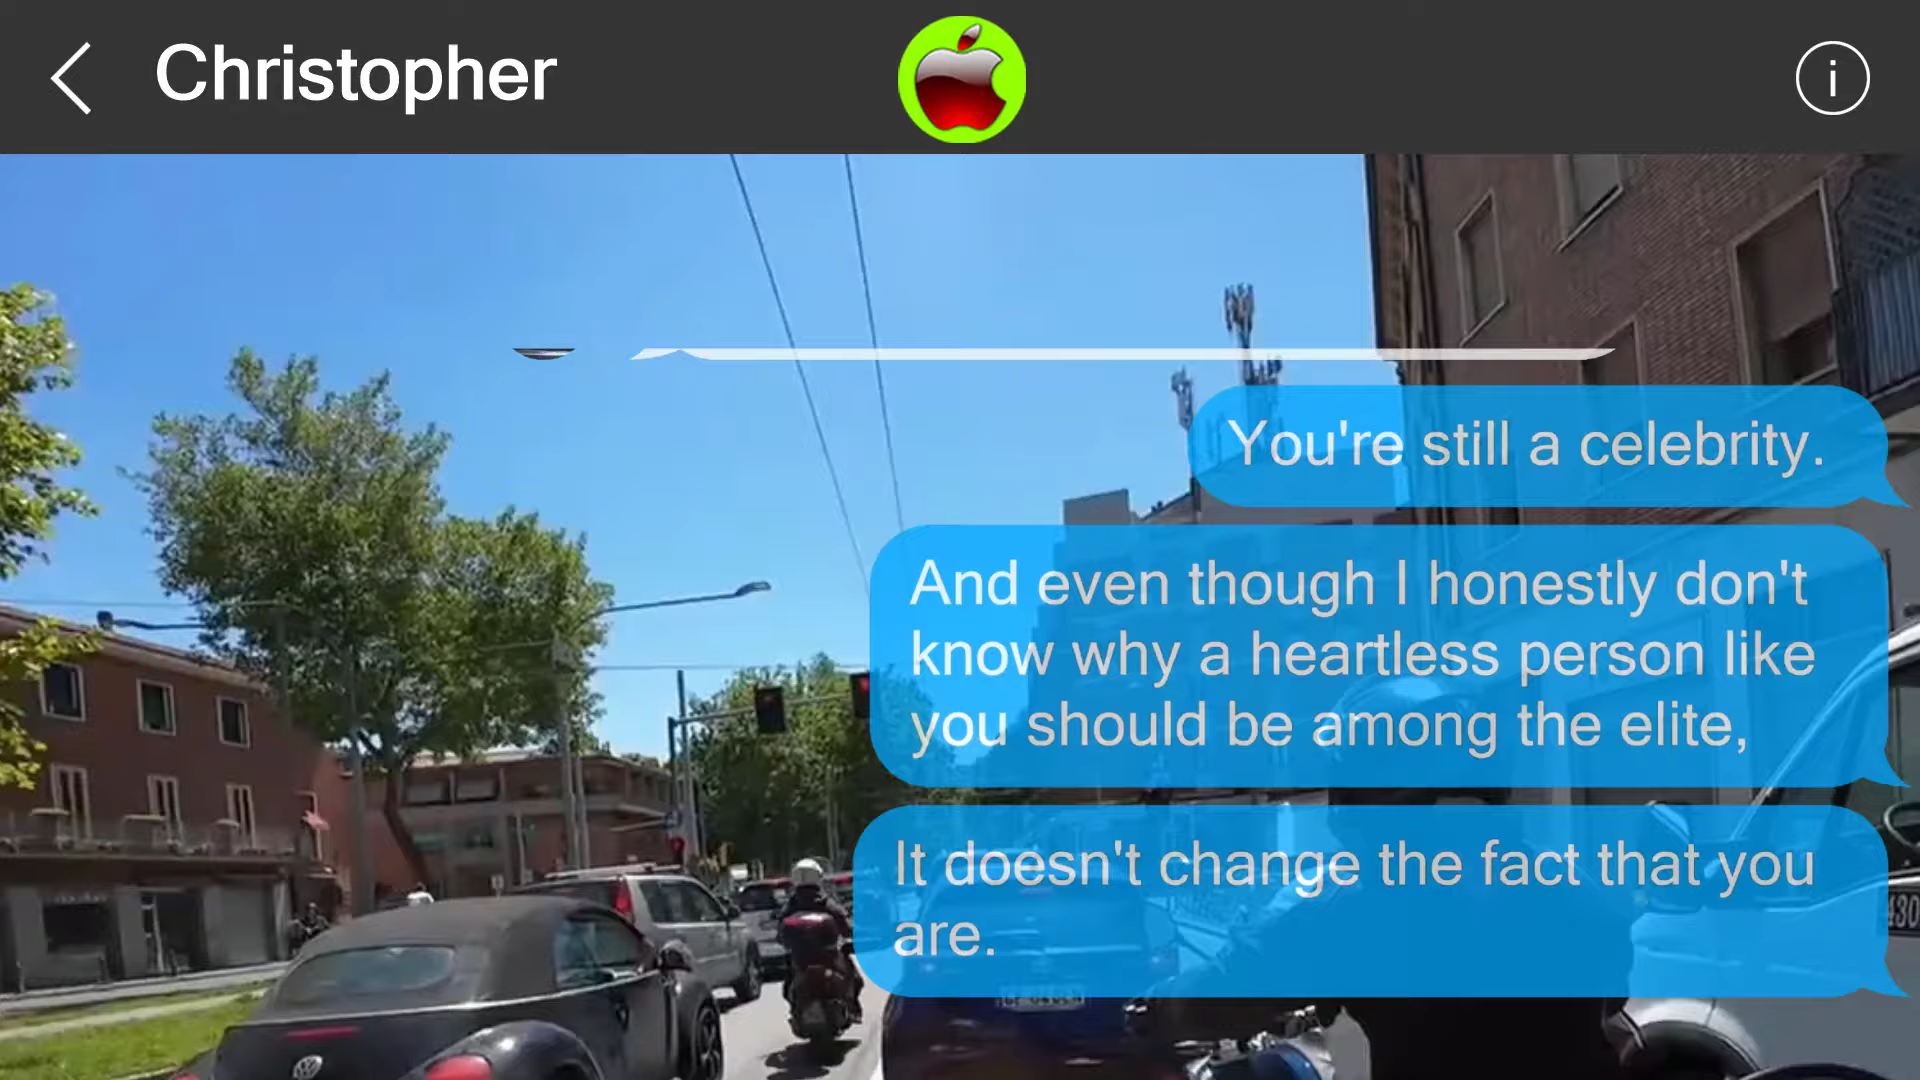 Christopher
i
You're still a celebrity.
And even though I honestly don't
know why a heartless person like
you should be among the elite,
It doesn't change the fact that you
are.
430